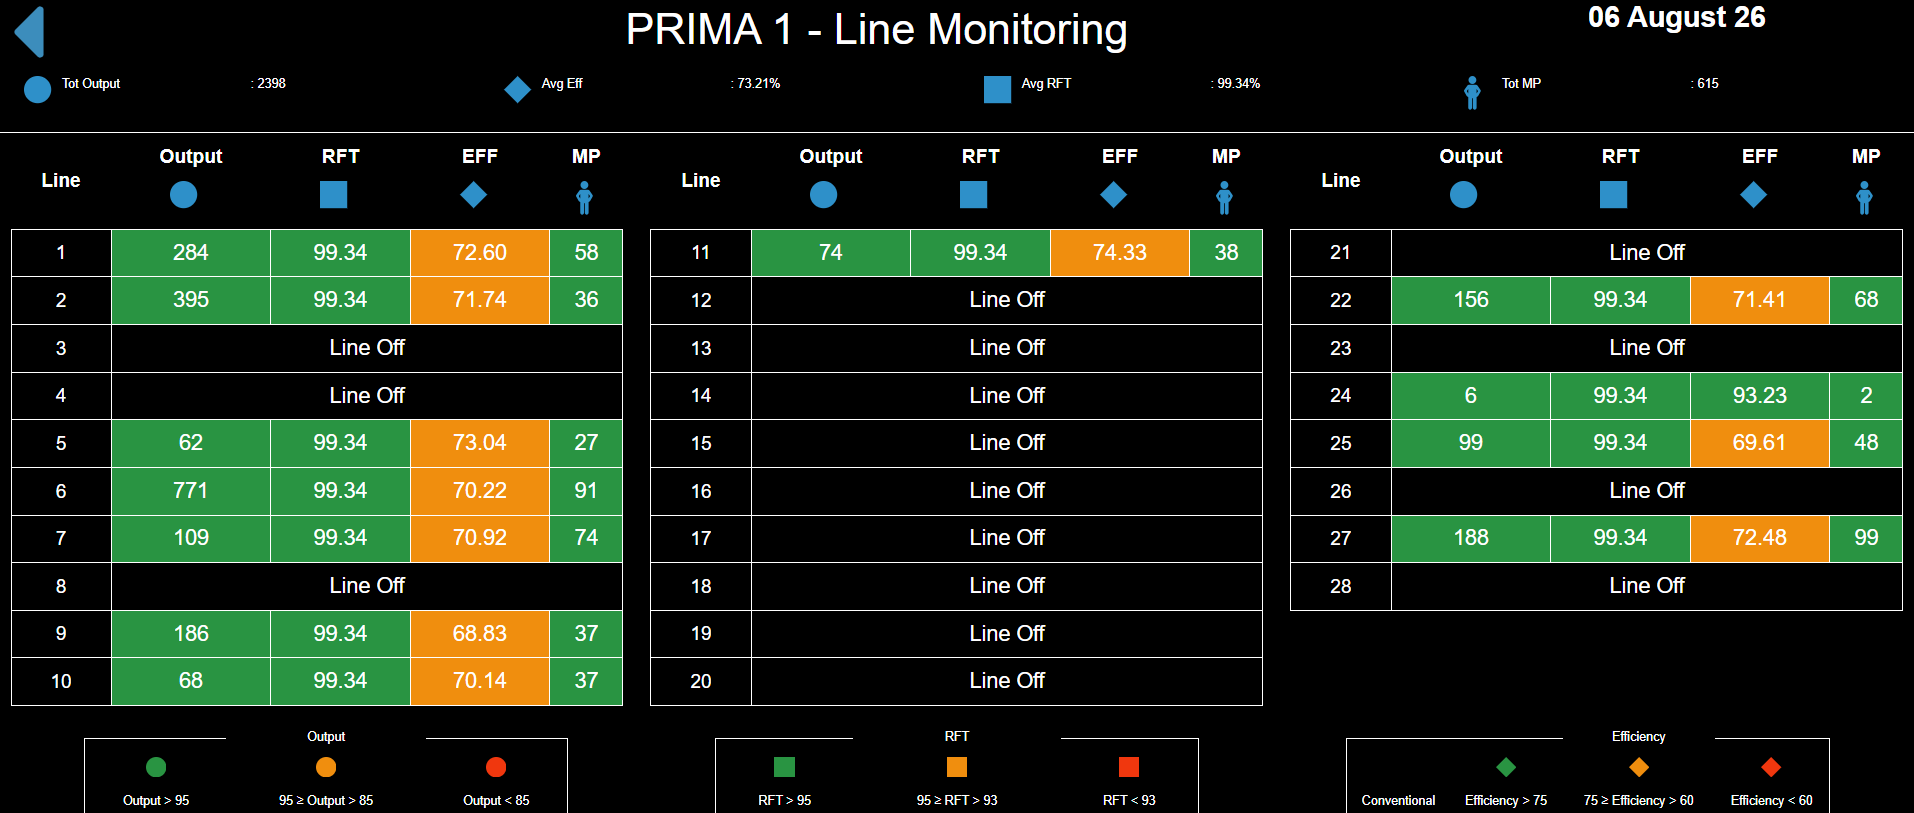 PRIMA 1 - Line Monitoring
06 August 26
Tot Output : 2398 Avg Eff : 73.21% Avg RFT : 99.34% Tot MP : 615
Line Output RFT EFF MP
1 284 99.34 72.60 58
2 395 99.34 71.74 36
3 Line Off
4 Line Off
5 62 99.34 73.04 27
6 771 99.34 70.22 91
7 109 99.34 70.92 74
8 Line Off
9 186 99.34 68.83 37
10 68 99.34 70.14 37
Line Output RFT EFF MP
11 74 99.34 74.33 38
12 Line Off
13 Line Off
14 Line Off
15 Line Off
16 Line Off
17 Line Off
18 Line Off
19 Line Off
20 Line Off
Line Output RFT EFF MP
21 Line Off
22 156 99.34 71.41 68
23 Line Off
24 6 99.34 93.23 2
25 99 99.34 69.61 48
26 Line Off
27 188 99.34 72.48 99
28 Line Off
Output
Output > 95 95 ≥ Output > 85 Output < 85
RFT
RFT > 95 95 ≥ RFT > 93 RFT < 93
Efficiency
Conventional Efficiency > 75 75 ≥ Efficiency > 60 Efficiency < 60